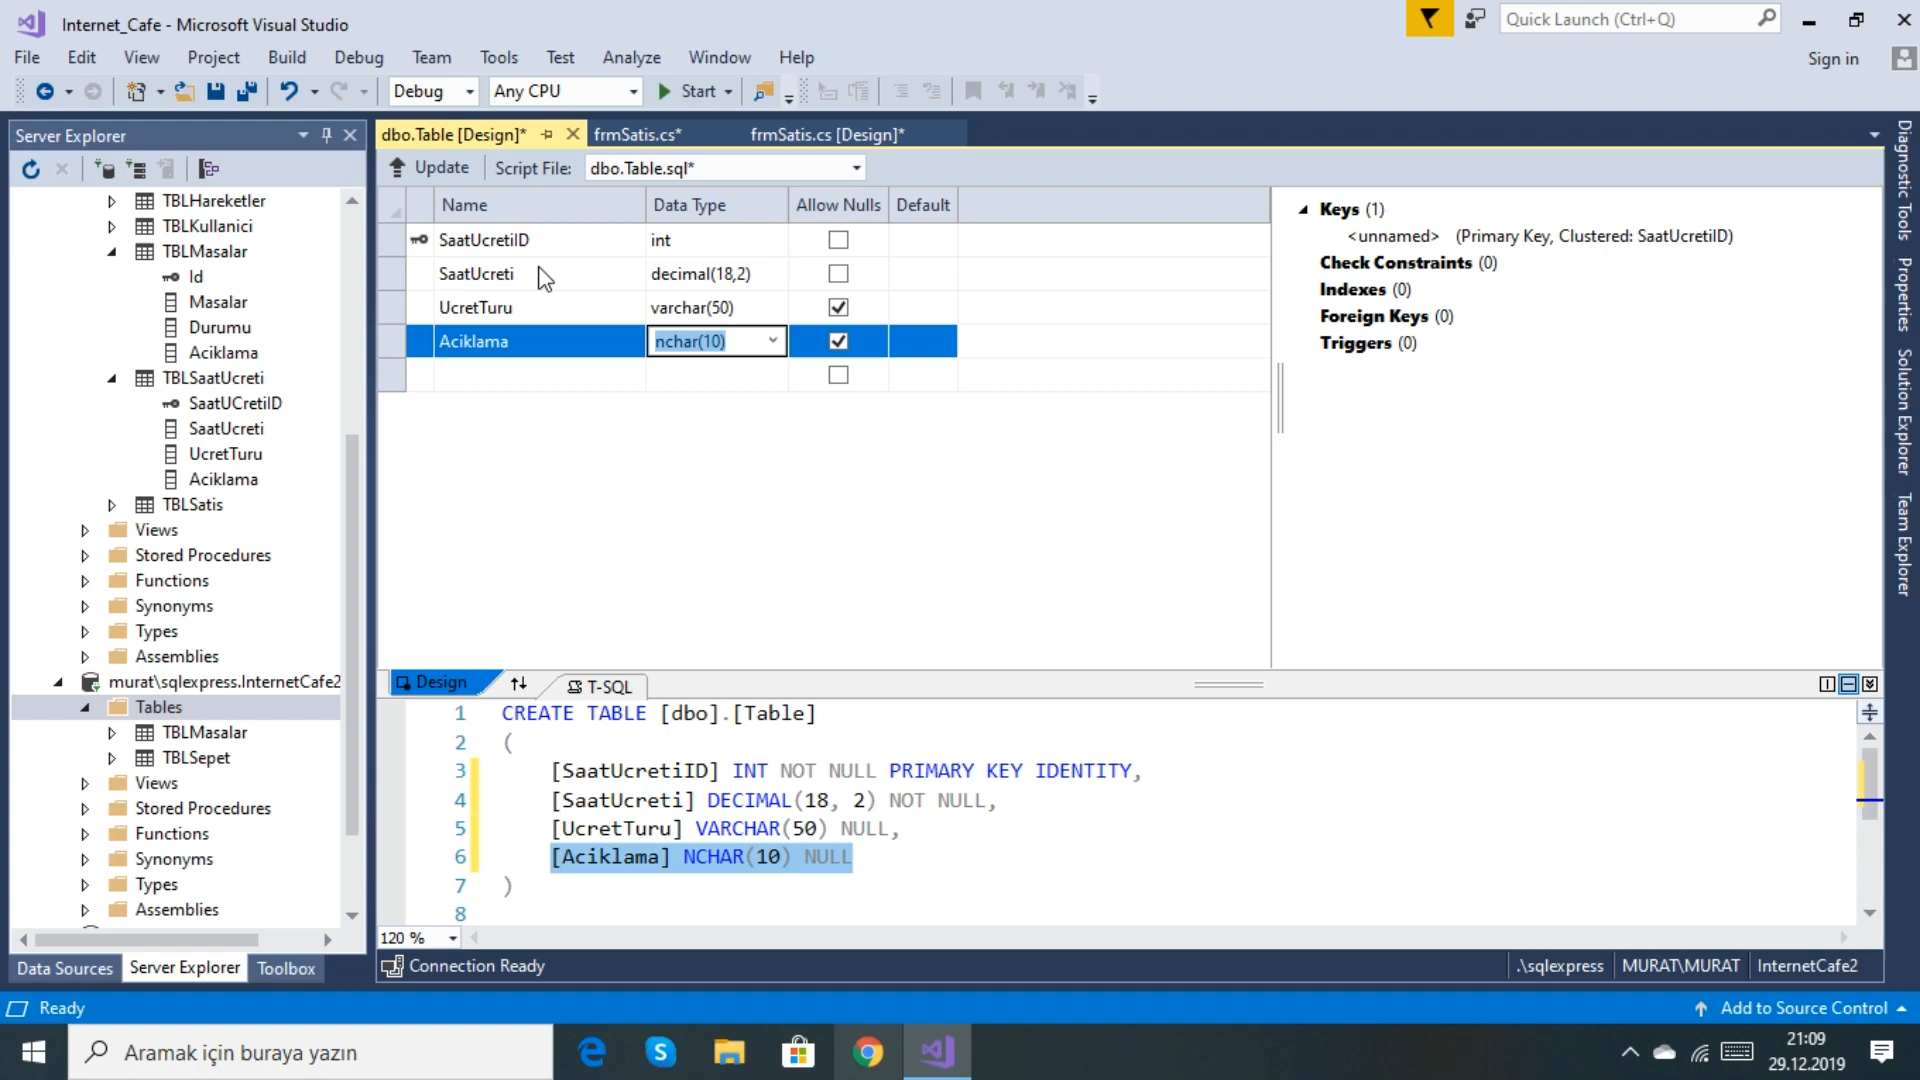 Internet_Cafe - Microsoft Visual Studio
Quick Launch (Ctrl+Q)
File Edit View Project Build Debug Team Tools Test Analyze Window Help
Sign in
Debug Any CPU Start
Server Explorer
TBLHareketler
TBLKullanici
TBLMasalar
Id
Masalar
Durumu
Aciklama
TBLSaatUcreti
SaatUCretiID
SaatUcreti
UcretTuru
Aciklama
TBLSatis
Views
Stored Procedures
Functions
Synonyms
Types
Assemblies
murat\sqlexpress.InternetCafe2
Tables
TBLMasalar
TBLSepet
Views
Stored Procedures
Functions
Synonyms
Types
Assemblies
Data Sources Server Explorer Toolbox
dbo.Table [Design]* frmSatis.cs* frmSatis.cs [Design]*
Update Script File: dbo.Table.sql*
Name Data Type Allow Nulls Default
SaatUcretiID int
SaatUcreti decimal(18,2)
UcretTuru varchar(50)
Aciklama nchar(10)
Keys (1)
<unnamed> (Primary Key, Clustered: SaatUcretiID)
Check Constraints (0)
Indexes (0)
Foreign Keys (0)
Triggers (0)
Design T-SQL
1 CREATE TABLE [dbo].[Table]
2 (
3 [SaatUcretiID] INT NOT NULL PRIMARY KEY IDENTITY,
4 [SaatUcreti] DECIMAL(18, 2) NOT NULL,
5 [UcretTuru] VARCHAR(50) NULL,
6 [Aciklama] NCHAR(10) NULL
7 )
8
120 %
Connection Ready .\sqlexpress MURAT\MURAT InternetCafe2
Diagnostic Tools
Properties
Solution Explorer
Team Explorer
Ready Add to Source Control
Aramak için buraya yazın
21:09
29.12.2019